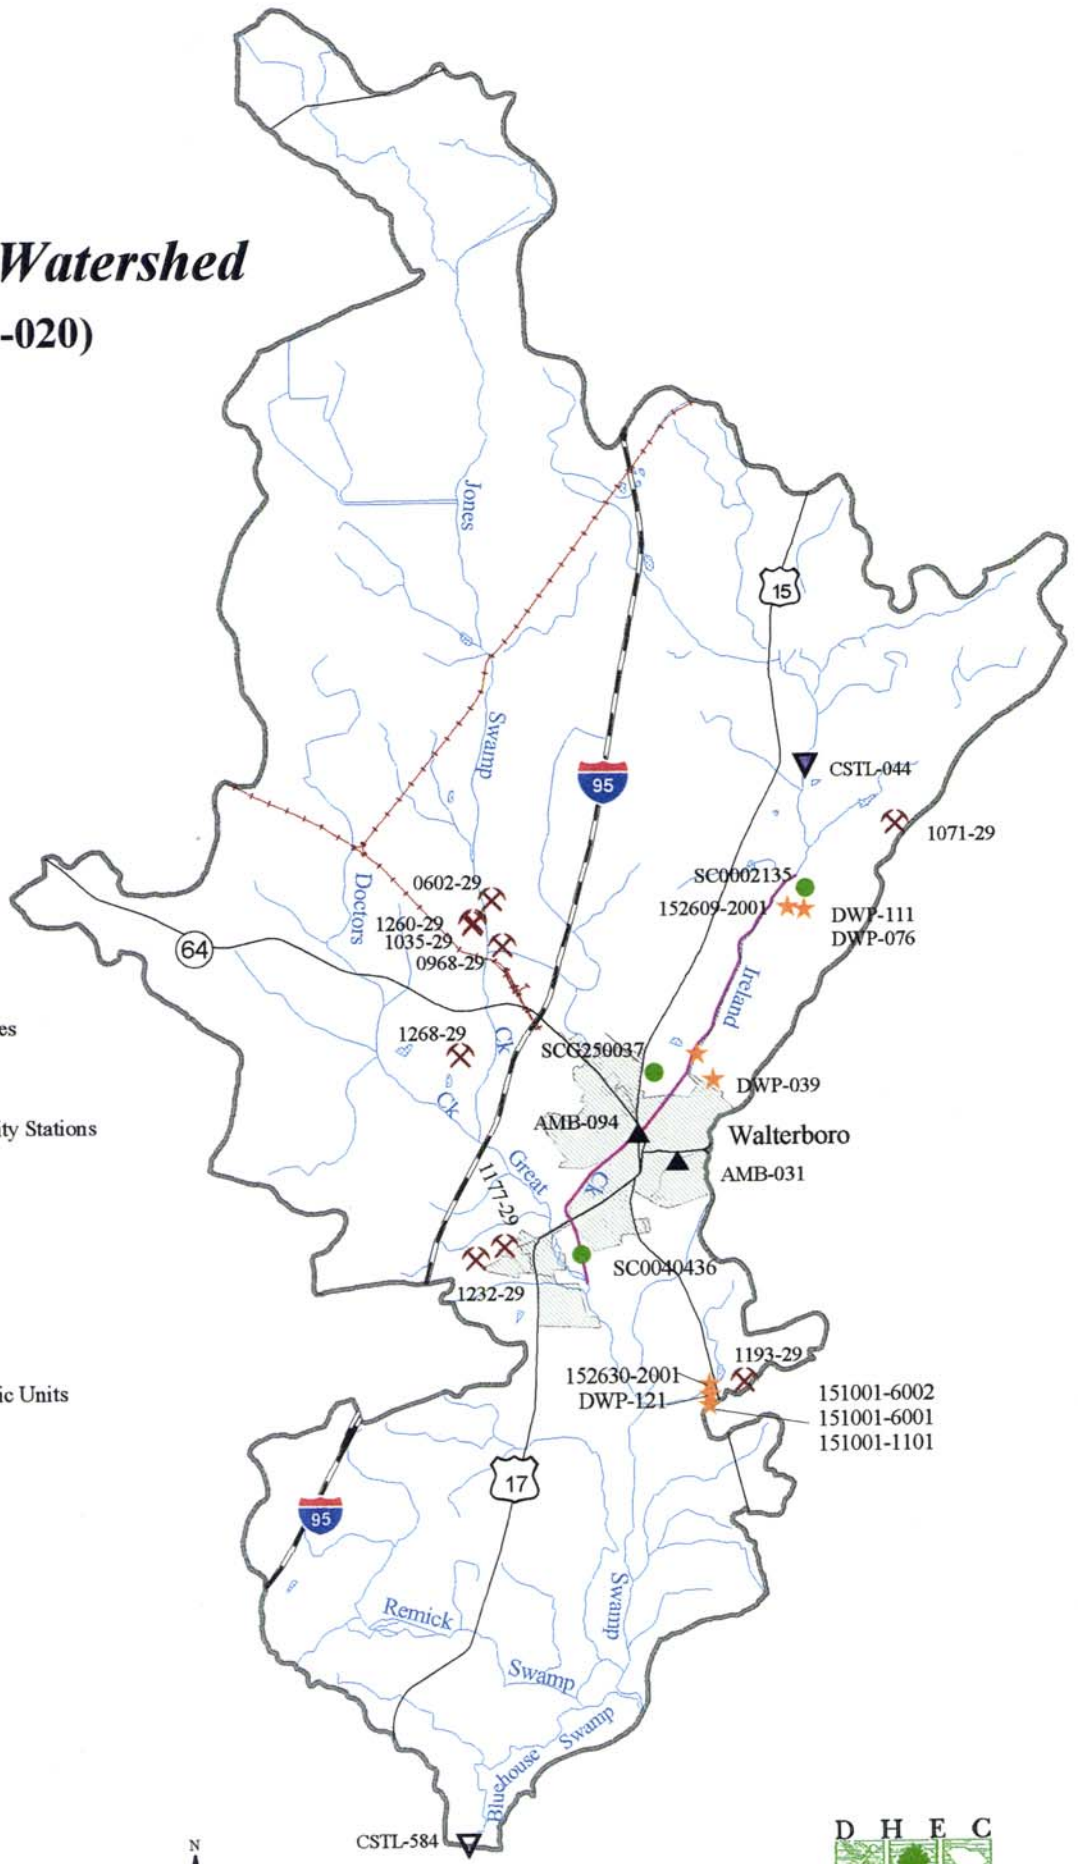 Watershed
-020)
Jones
15
Swamp
95
CSTL-044
1071-29
0602-29
SC0002135
Doctors
1260-29
152609-2001
DWP-111
1035-29
DWP-076
64
0968-29
Ireland
es
1268-29
Ck
SCG250037
DWP-039
Ck
AMB-094
ity Stations
Walterboro
Great
AMB-031
1177-29
Ck
SC0040436
1232-29
1193-29
152630-2001
ic Units
DWP-121
151001-6002
151001-6001
151001-1101
17
95
Swamp
Remick
Swamp
Swamp
Bluehouse
CSTL-584
N
D H E C